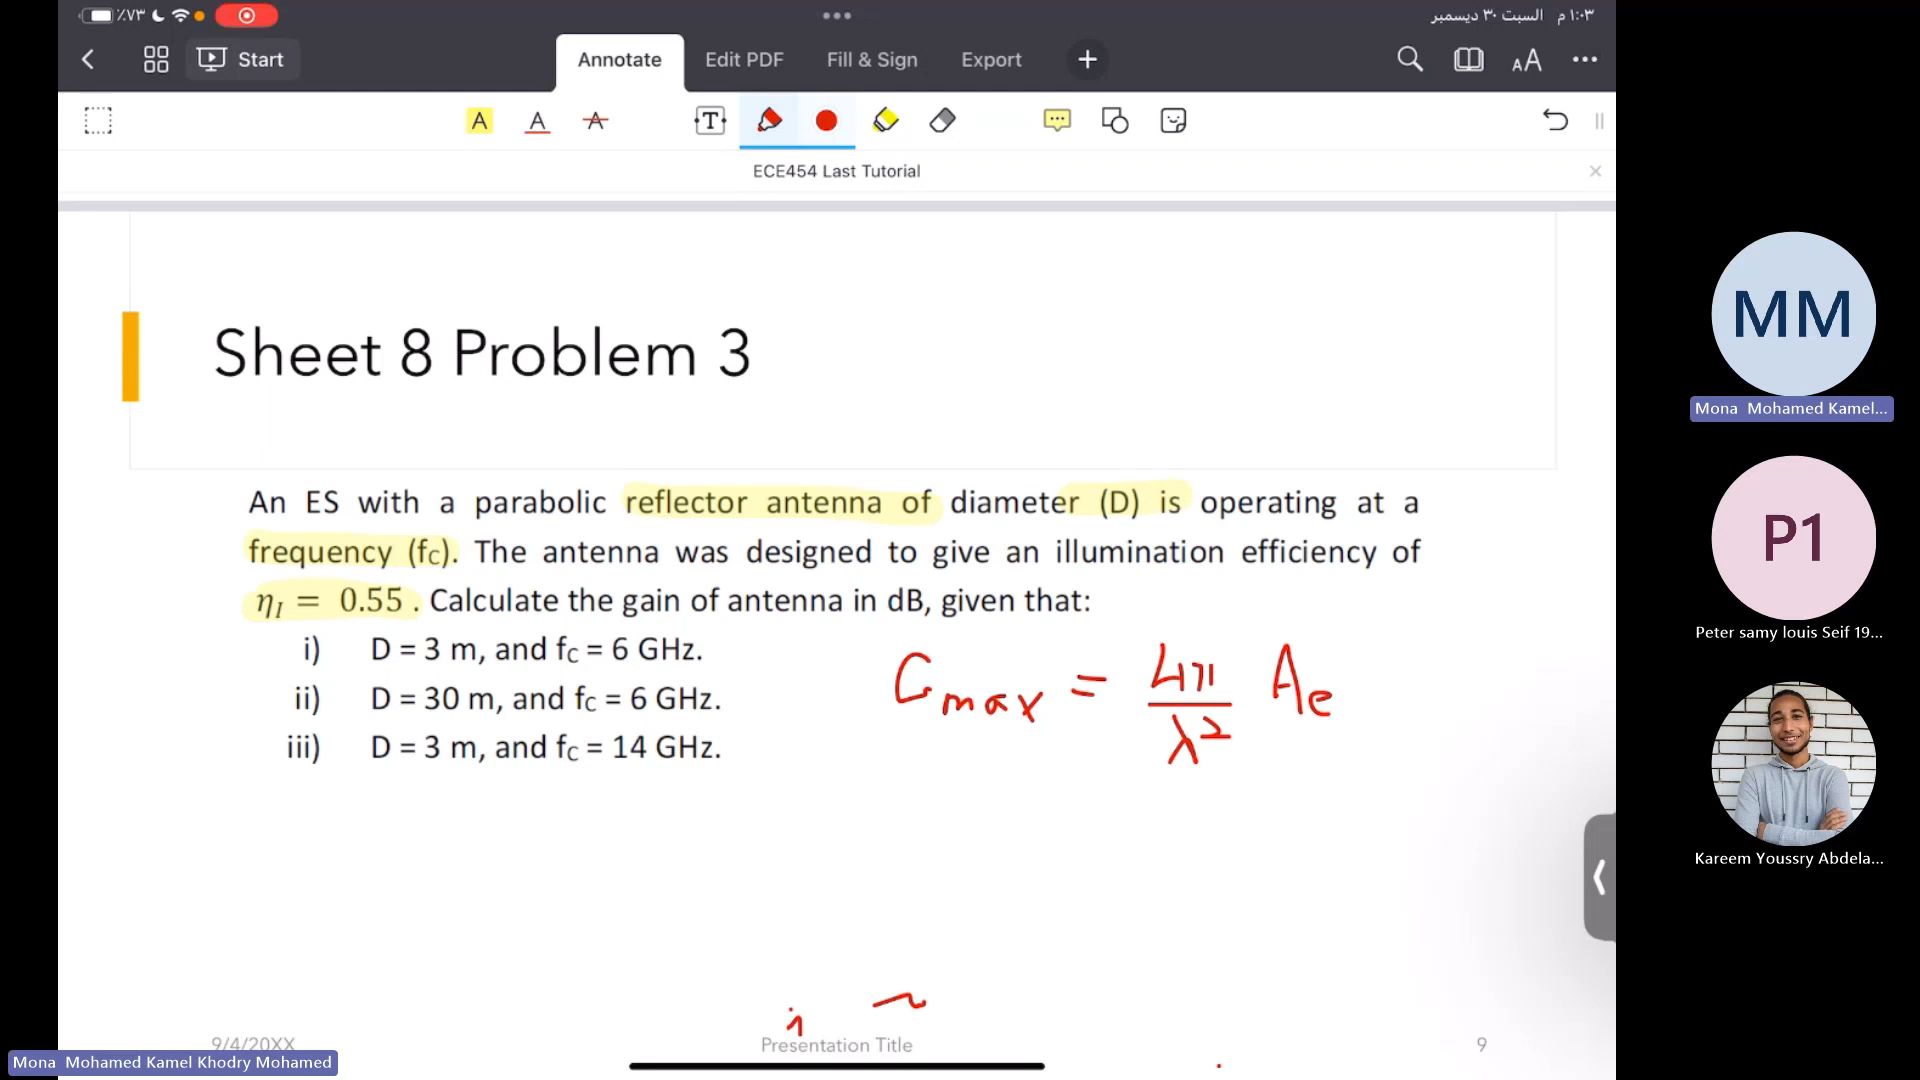 ٪٧٣
١:٠٣ م السبت ٣٠ ديسمبر
Start
Annotate
Edit PDF
Fill & Sign
Export
AA
A
A
A
T
ECE454 Last Tutorial
Sheet 8 Problem 3
An ES with a parabolic reflector antenna of diameter (D) is operating at a
frequency (fC). The antenna was designed to give an illumination efficiency of
ηI = 0.55 . Calculate the gain of antenna in dB, given that:
i) D = 3 m, and fC = 6 GHz.
ii) D = 30 m, and fC = 6 GHz.
iii) D = 3 m, and fC = 14 GHz.
Gmax = 4π/λ² Ae
i
9/4/20XX
Presentation Title
9
Mona Mohamed Kamel Khodry Mohamed
MM
Mona Mohamed Kamel...
P1
Peter samy louis Seif 19...
Kareem Youssry Abdela...